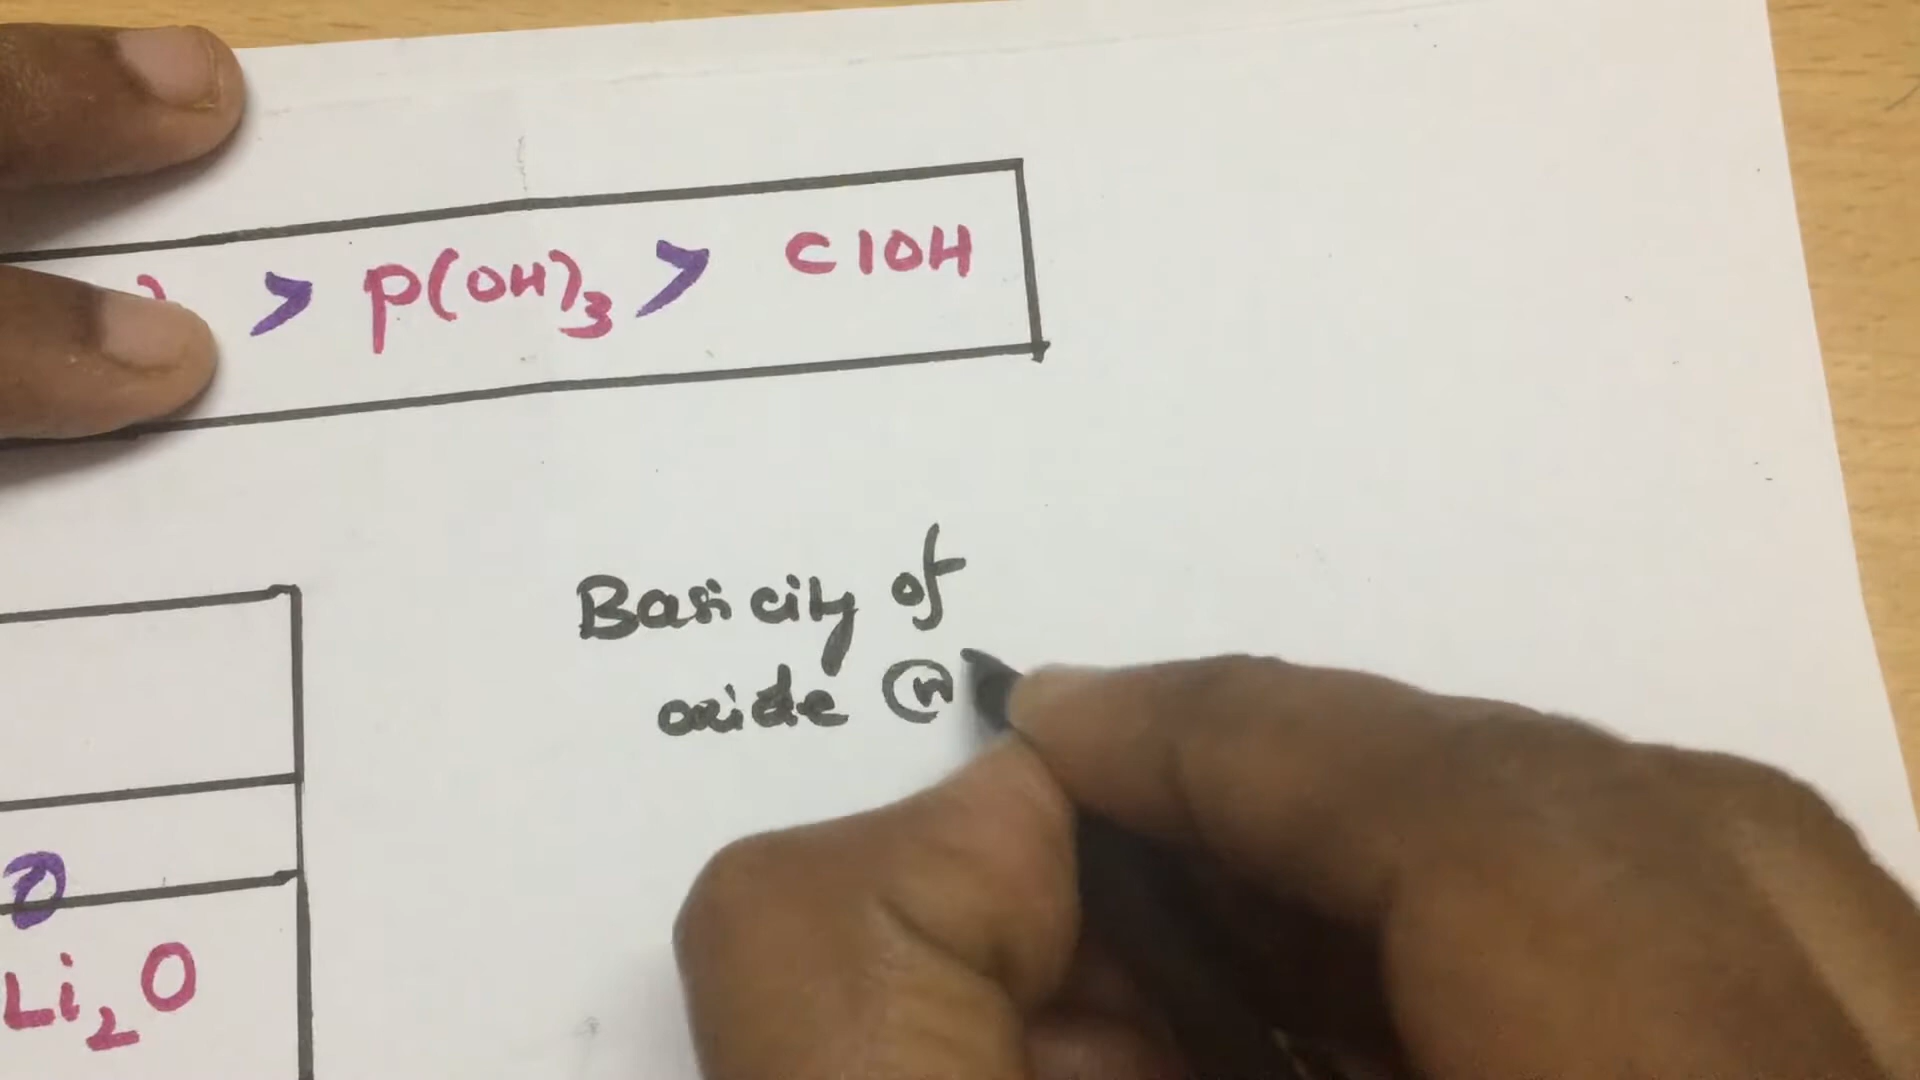 > P(OH)₃ > ClOH
Basicity of
oxide
O
Li₂O